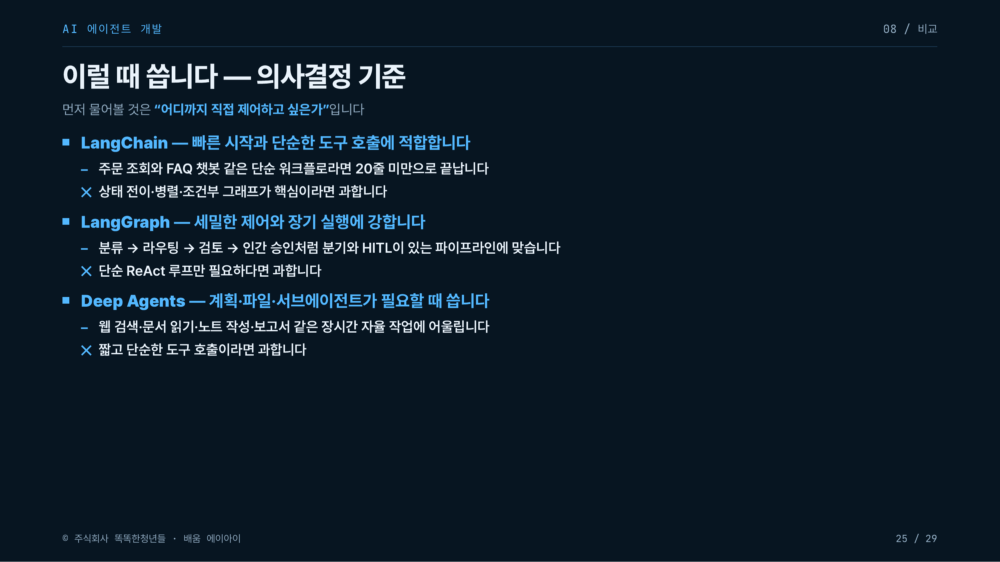 AI 에이전트 개발
08 / 비교
이럴 때 씁니다 — 의사결정 기준
먼저 물어볼 것은 “어디까지 직접 제어하고 싶은가”입니다
■ LangChain — 빠른 시작과 단순한 도구 호출에 적합합니다
– 주문 조회와 FAQ 챗봇 같은 단순 워크플로라면 20줄 미만으로 끝납니다
✕ 상태 전이·병렬·조건부 그래프가 핵심이라면 과합니다
■ LangGraph — 세밀한 제어와 장기 실행에 강합니다
– 분류 → 라우팅 → 검토 → 인간 승인처럼 분기와 HITL이 있는 파이프라인에 맞습니다
✕ 단순 ReAct 루프만 필요하다면 과합니다
■ Deep Agents — 계획·파일·서브에이전트가 필요할 때 씁니다
– 웹 검색·문서 읽기·노트 작성·보고서 같은 장시간 자율 작업에 어울립니다
✕ 짧고 단순한 도구 호출이라면 과합니다
© 주식회사 똑똑한청년들 · 배움 에이아이
25 / 29